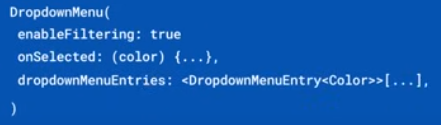 DropdownMenu(
enableFiltering: true
onSelected: (color) {...},
dropdownMenuEntries: <DropdownMenuEntry<Color>>[...],
)